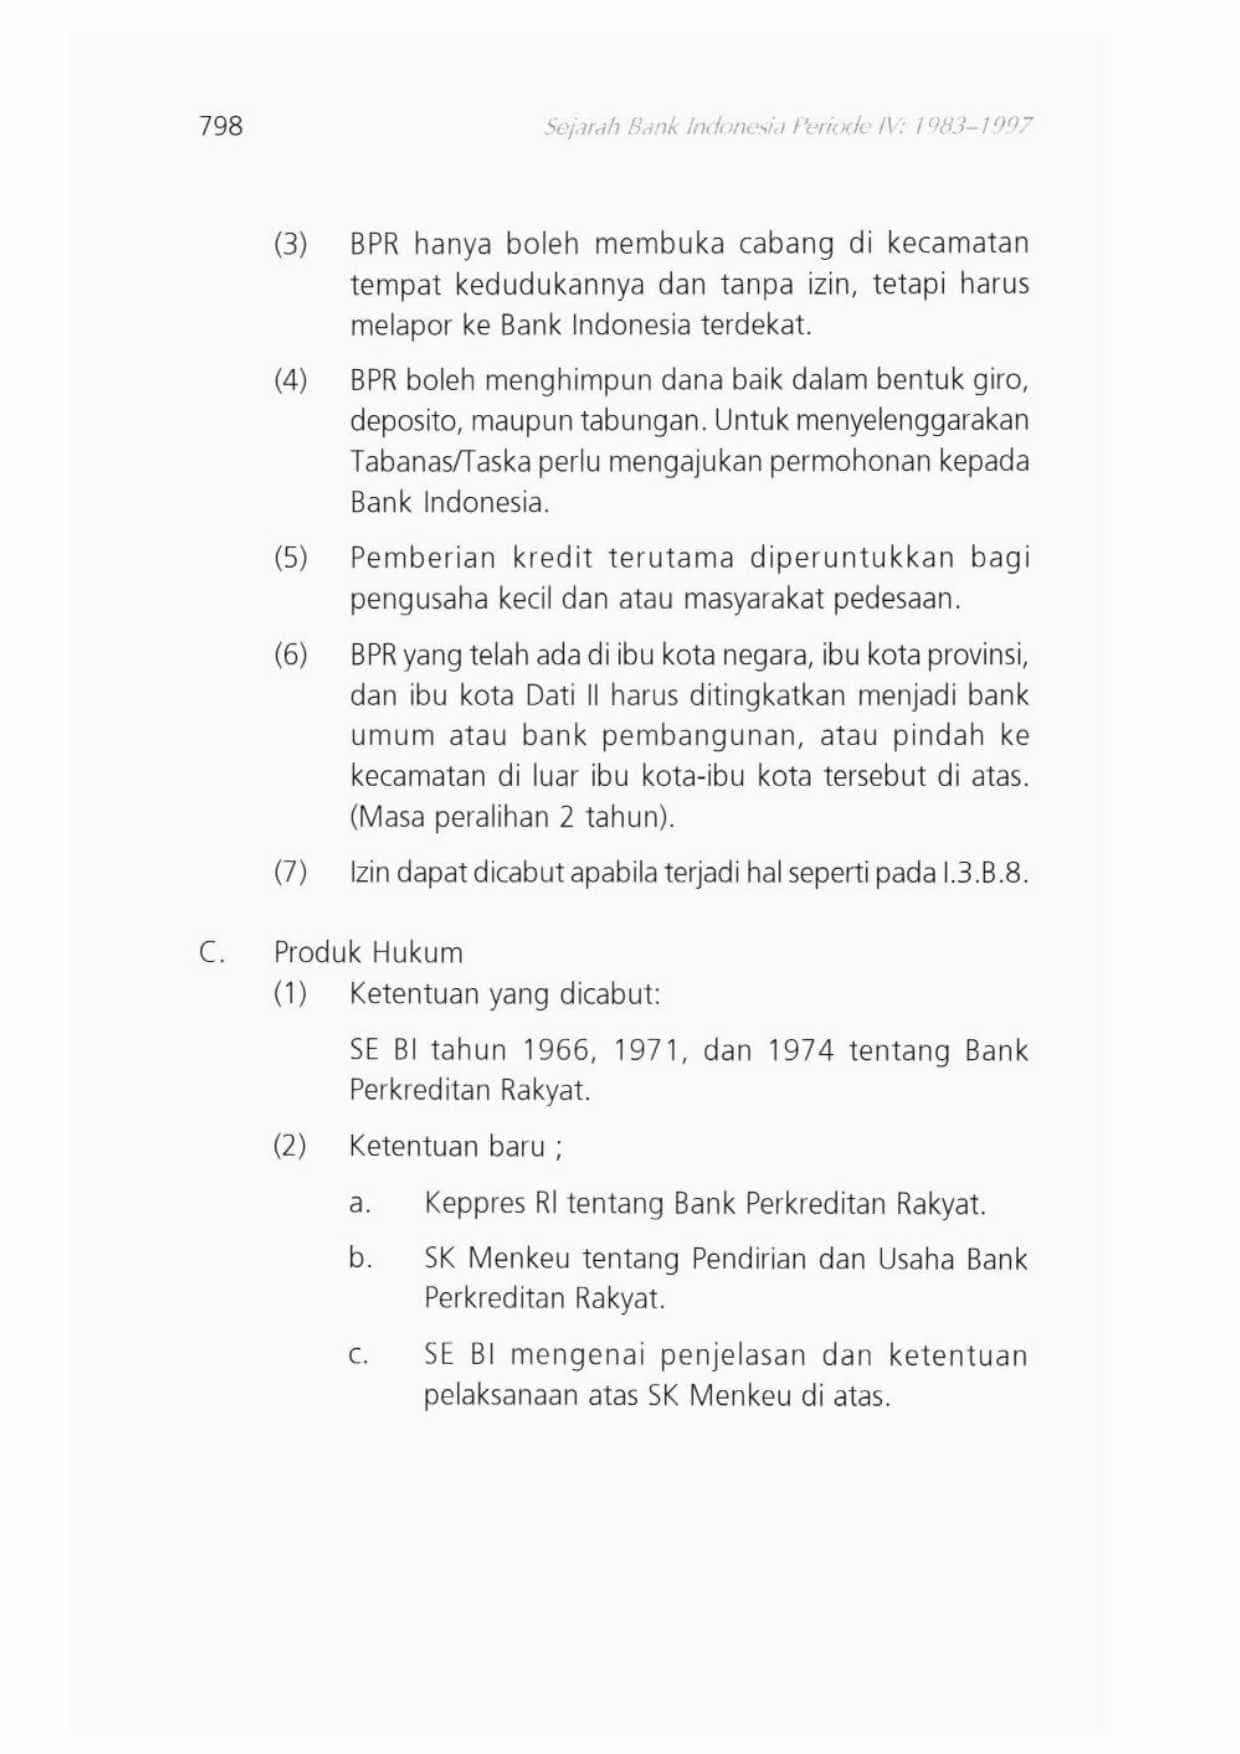 798 Sejarah Bank Indonesia Periode IV: 1983–1997
(3) BPR hanya boleh membuka cabang di kecamatan
tempat kedudukannya dan tanpa izin, tetapi harus
melapor ke Bank Indonesia terdekat.
(4) BPR boleh menghimpun dana baik dalam bentuk giro,
deposito, maupun tabungan. Untuk menyelenggarakan
Tabanas/Taska perlu mengajukan permohonan kepada
Bank Indonesia.
(5) Pemberian kredit terutama diperuntukkan bagi
pengusaha kecil dan atau masyarakat pedesaan.
(6) BPR yang telah ada di ibu kota negara, ibu kota provinsi,
dan ibu kota Dati II harus ditingkatkan menjadi bank
umum atau bank pembangunan, atau pindah ke
kecamatan di luar ibu kota-ibu kota tersebut di atas.
(Masa peralihan 2 tahun).
(7) Izin dapat dicabut apabila terjadi hal seperti pada I.3.B.8.
C. Produk Hukum
(1) Ketentuan yang dicabut:
SE BI tahun 1966, 1971, dan 1974 tentang Bank
Perkreditan Rakyat.
(2) Ketentuan baru ;
a. Keppres RI tentang Bank Perkreditan Rakyat.
b. SK Menkeu tentang Pendirian dan Usaha Bank
Perkreditan Rakyat.
c. SE BI mengenai penjelasan dan ketentuan
pelaksanaan atas SK Menkeu di atas.